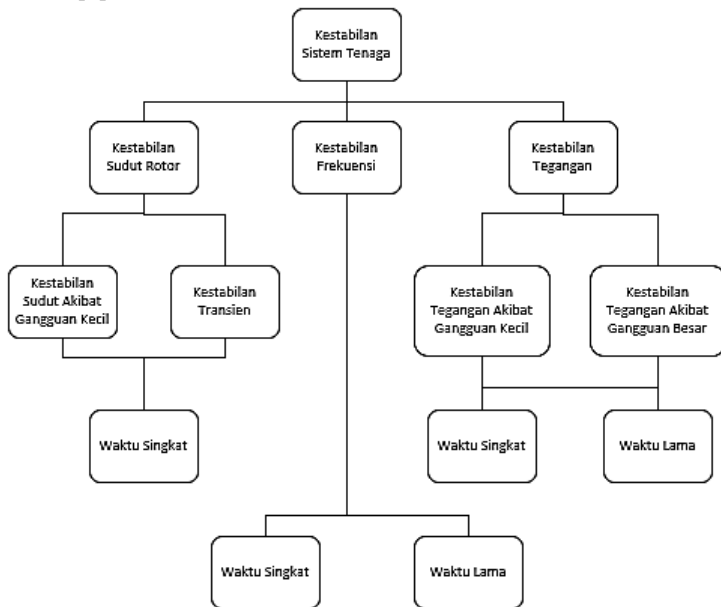 Kestabilan
Sistem Tenaga
Kestabilan
Sudut Rotor
Kestabilan
Frekuensi
Kestabilan
Tegangan
Kestabilan
Sudut Akibat
Gangguan Kecil
Kestabilan
Transien
Kestabilan
Tegangan Akibat
Gangguan Kecil
Kestabilan
Tegangan Akibat
Gangguan Besar
Waktu Singkat
Waktu Singkat
Waktu Lama
Waktu Singkat
Waktu Lama